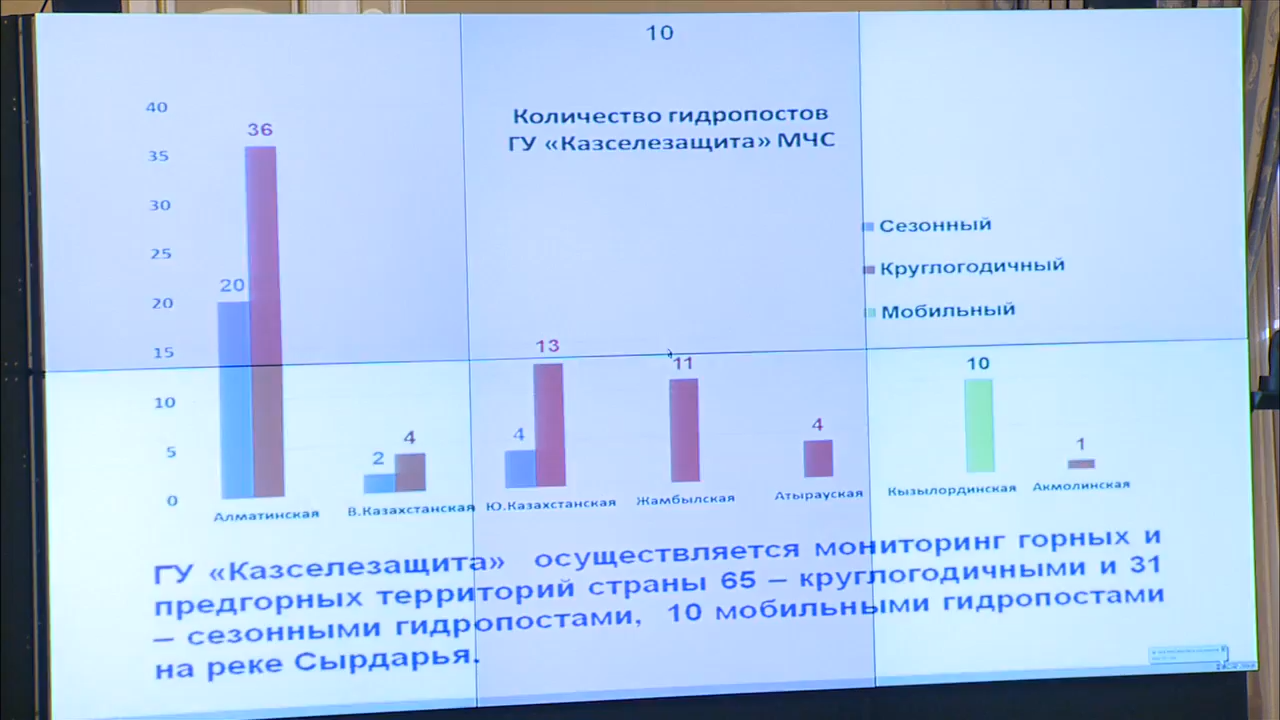 10
Количество гидропостов
ГУ «Казселезащита» МЧС
40
35
30
25
20
15
10
5
0
20
36
2
4
4
13
11
4
10
1
Сезонный
Круглогодичный
Мобильный
Алматинская
В.Казахстанская
Ю.Казахстанская
Жамбылская
Атырауская
Кызылординская
Акмолинская
ГУ «Казселезащита» осуществляется мониторинг горных и
предгорных территорий страны 65 – круглогодичными и 31
– сезонными гидропостами, 10 мобильными гидропостами
на реке Сырдарья.